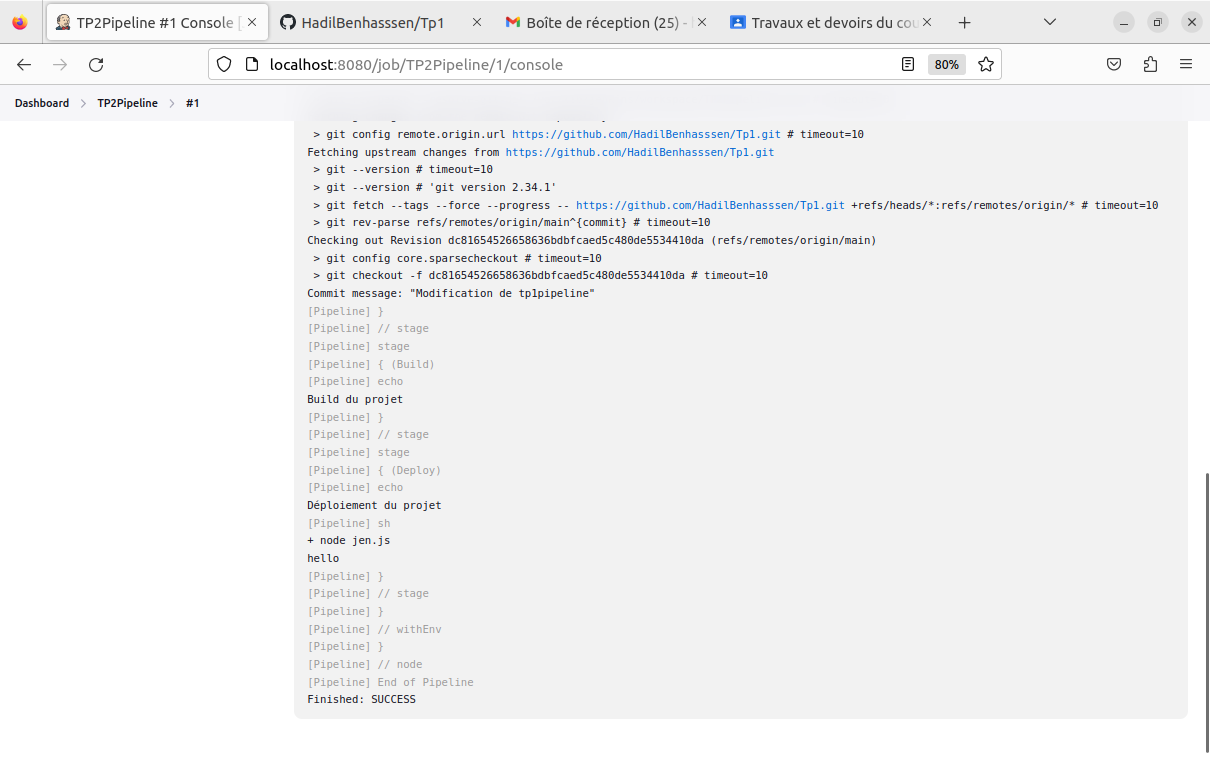 TP2Pipeline #1 Console [
HadilBenhasssen/Tp1
Boîte de réception (25) -
Travaux et devoirs du cou
localhost:8080/job/TP2Pipeline/1/console
80%
Dashboard > TP2Pipeline > #1
> git config remote.origin.url https://github.com/HadilBenhasssen/Tp1.git # timeout=10
Fetching upstream changes from https://github.com/HadilBenhasssen/Tp1.git
> git --version # timeout=10
> git --version # 'git version 2.34.1'
> git fetch --tags --force --progress -- https://github.com/HadilBenhasssen/Tp1.git +refs/heads/*:refs/remotes/origin/* # timeout=10
> git rev-parse refs/remotes/origin/main^{commit} # timeout=10
Checking out Revision dc81654526658636bdbfcaed5c480de5534410da (refs/remotes/origin/main)
> git config core.sparsecheckout # timeout=10
> git checkout -f dc81654526658636bdbfcaed5c480de5534410da # timeout=10
Commit message: "Modification de tp1pipeline"
[Pipeline] }
[Pipeline] // stage
[Pipeline] stage
[Pipeline] { (Build)
[Pipeline] echo
Build du projet
[Pipeline] }
[Pipeline] // stage
[Pipeline] stage
[Pipeline] { (Deploy)
[Pipeline] echo
Déploiement du projet
[Pipeline] sh
+ node jen.js
hello
[Pipeline] }
[Pipeline] // stage
[Pipeline] }
[Pipeline] // withEnv
[Pipeline] }
[Pipeline] // node
[Pipeline] End of Pipeline
Finished: SUCCESS